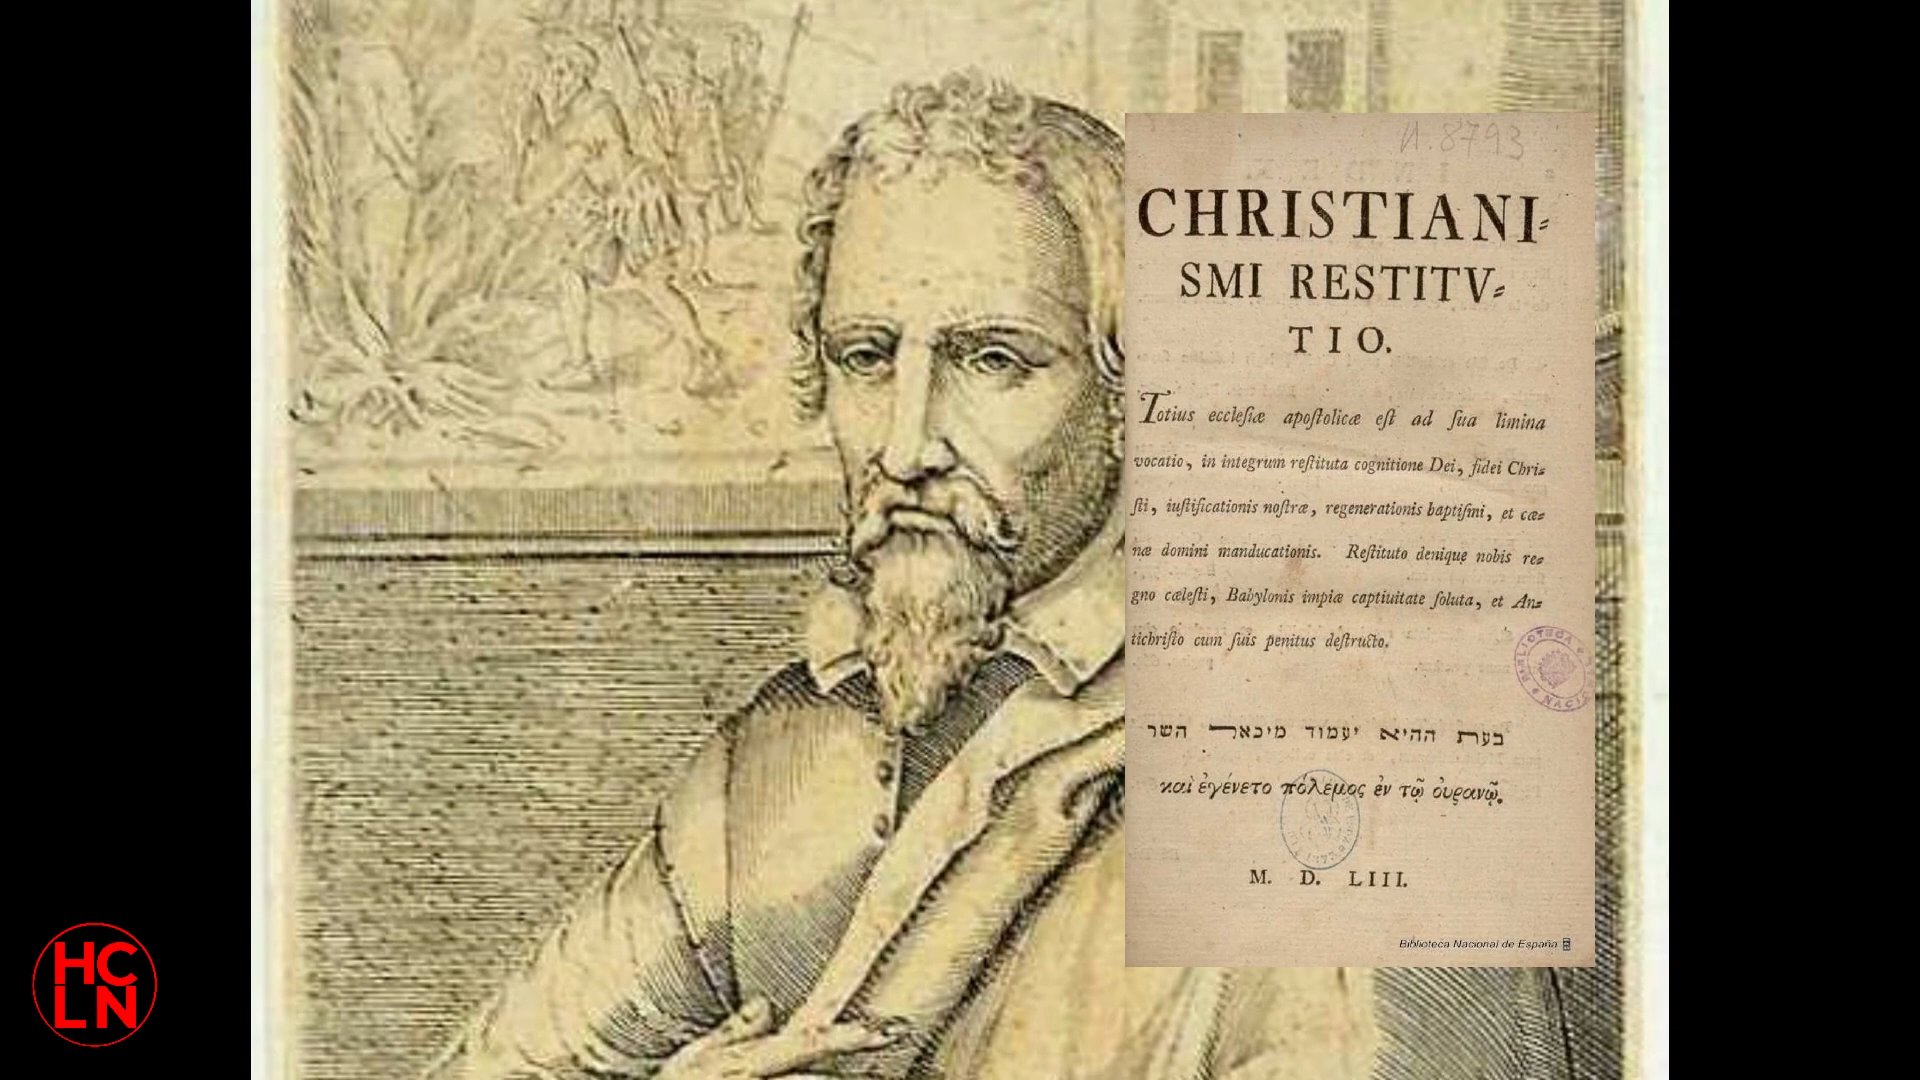 N. 8793
CHRISTIANI⸗
SMI RESTITV⸗
TIO.
Totius ecclesiæ apostolicæ est ad sua limina
vocatio, in integrum restituta cognitione Dei, fidei Chri⸗
sti, iustificationis nostræ, regenerationis baptismi, et cœ⸗
næ domini manducationis. Restituto denique nobis re⸗
gno cælesti, Babylonis impiæ captiuitate soluta, et An⸗
tichristo cum suis penitus destructo.
בעת ההיא יעמוד מיכאל השר
καὶ ἐγένετο πόλεμος ἐν τῷ οὐρανῷ.
M. D. LIII.
Biblioteca Nacional de España
HC
LN